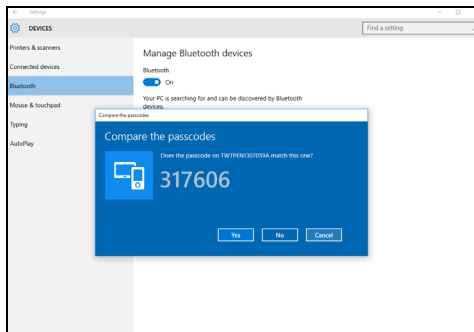 Settings
DEVICES
Find a setting
Printers & scanners
Connected devices
Bluetooth
Mouse & touchpad
Typing
AutoPlay
Manage Bluetooth devices
Bluetooth
On
Your PC is searching for and can be discovered by Bluetooth
devices.
Compare the passcodes
Compare the passcodes
Does the passcode on TWTPENI1307059A match this one?
317606
Yes
No
Cancel